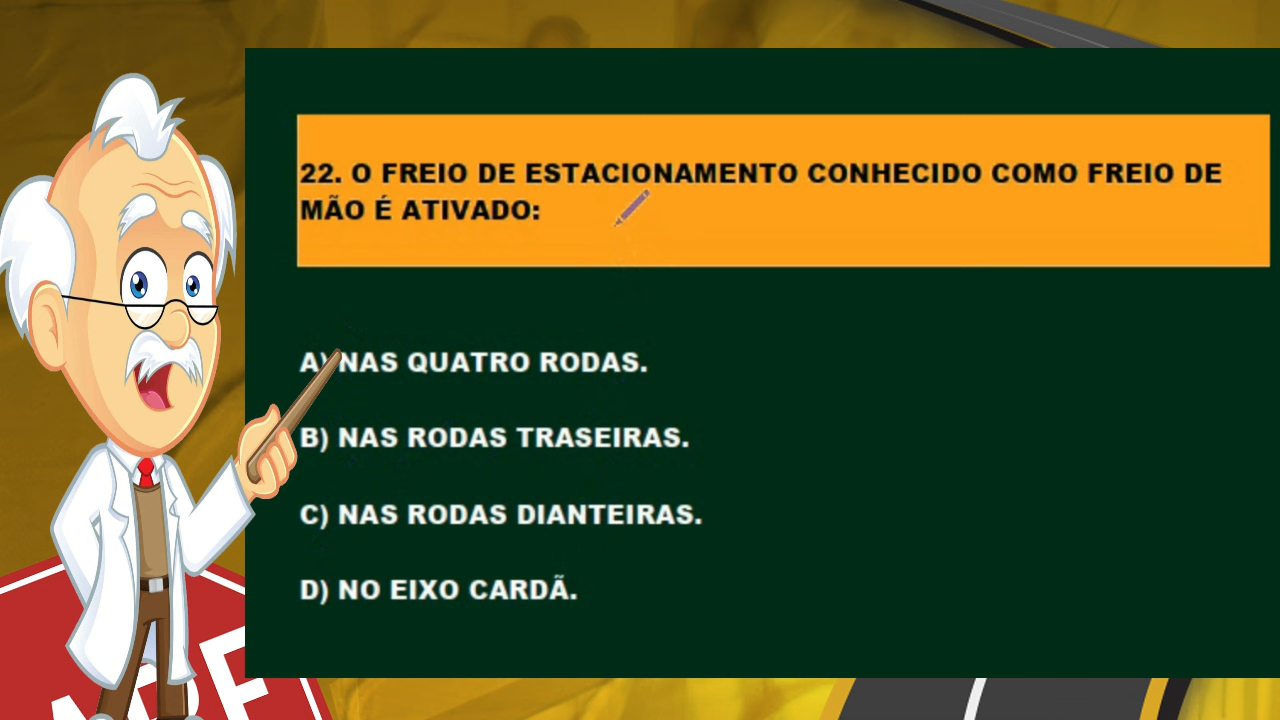 22. O FREIO DE ESTACIONAMENTO CONHECIDO COMO FREIO DE
MÃO É ATIVADO:
A) NAS QUATRO RODAS.
B) NAS RODAS TRASEIRAS.
C) NAS RODAS DIANTEIRAS.
D) NO EIXO CARDÃ.